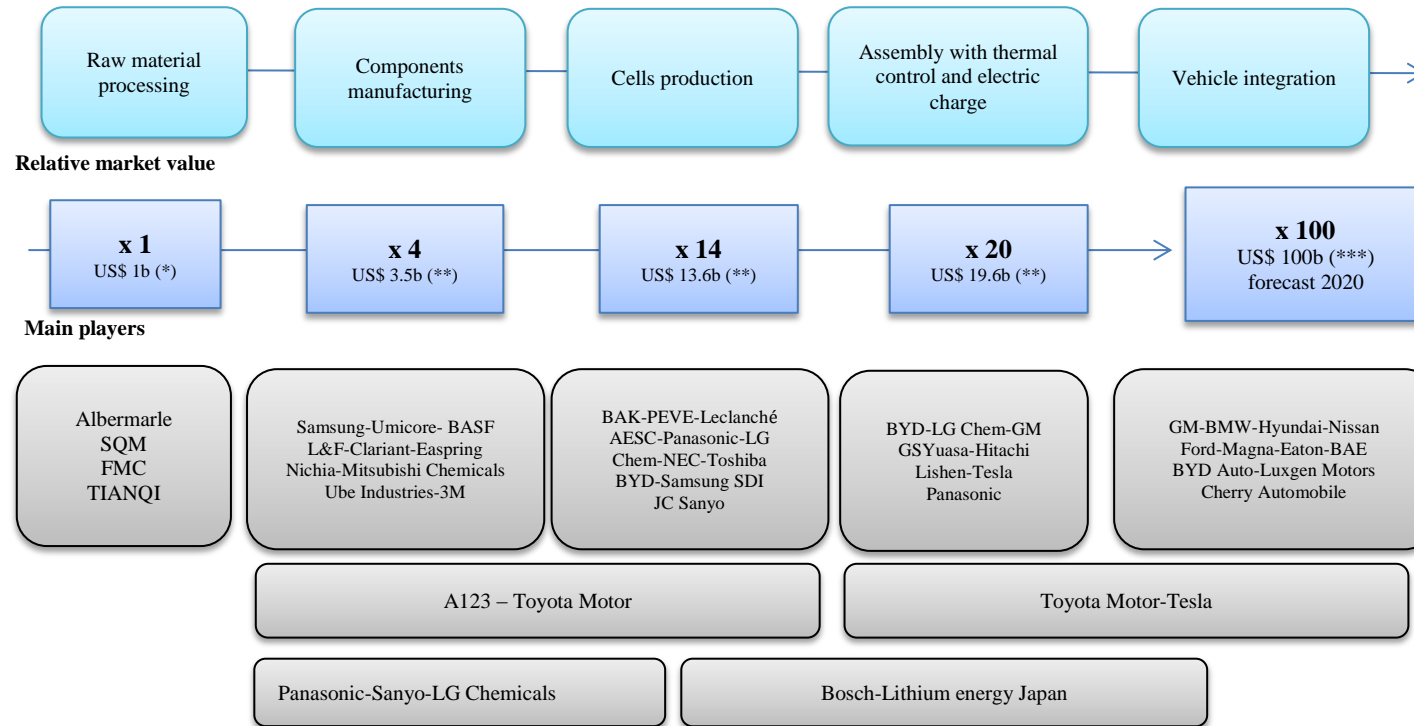 Raw material
processing
Components
manufacturing
Cells production
Assembly with thermal
control and electric
charge
Vehicle integration
Relative market value
x 1
US$ 1b (*)
x 4
US$ 3.5b (**)
x 14
US$ 13.6b (**)
x 20
US$ 19.6b (**)
x 100
US$ 100b (***)
forecast 2020
Main players
Albermarle
SQM
FMC
TIANQI
Samsung-Umicore- BASF
L&F-Clariant-Easpring
Nichia-Mitsubishi Chemicals
Ube Industries-3M
BAK-PEVE-Leclanché
AESC-Panasonic-LG
Chem-NEC-Toshiba
BYD-Samsung SDI
JC Sanyo
BYD-LG Chem-GM
GSYuasa-Hitachi
Lishen-Tesla
Panasonic
GM-BMW-Hyundai-Nissan
Ford-Magna-Eaton-BAE
BYD Auto-Luxgen Motors
Cherry Automobile
A123 – Toyota Motor
Toyota Motor-Tesla
Panasonic-Sanyo-LG Chemicals
Bosch-Lithium energy Japan